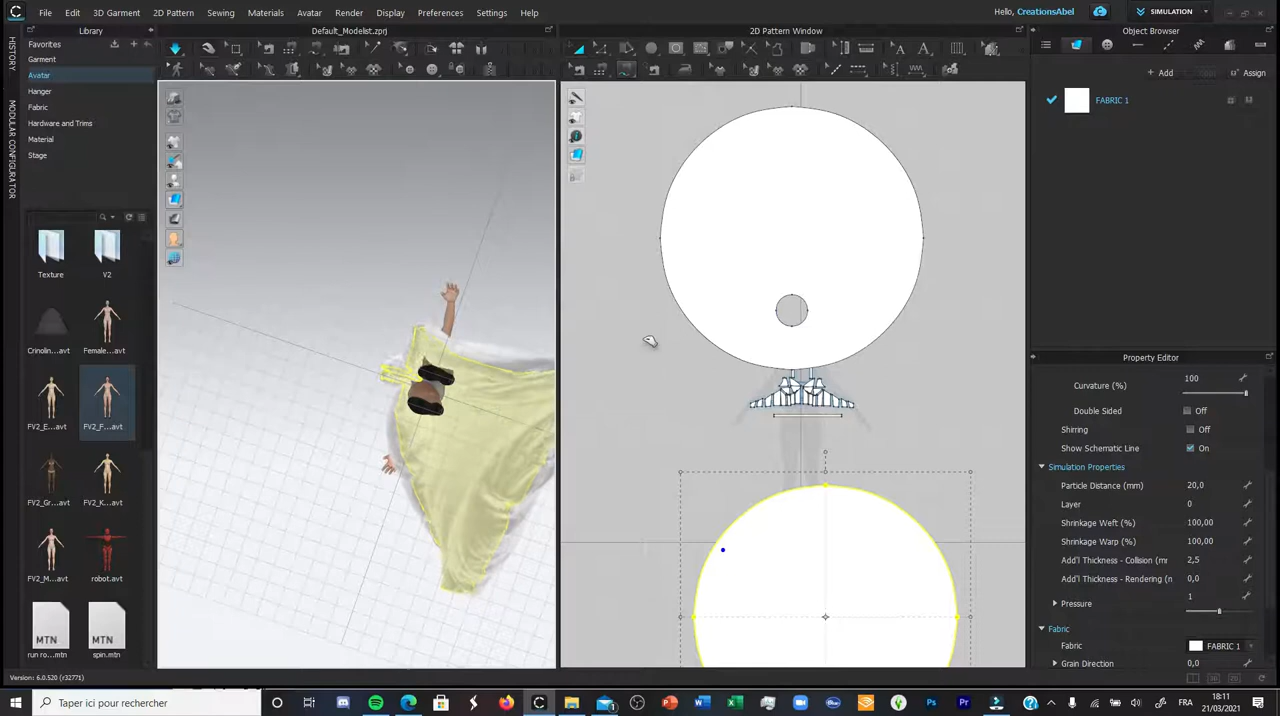 File Edit 3D Garment 2D Pattern Sewing Materials Avatar Render Display Preferences Settings Help
Hello, CreationsAbel SIMULATION
HISTORY
MODULAR CONFIGURATOR
Library
Default_Modelist.zprj
2D Pattern Window
Object Browser
Favorites
Garment
Avatar
Hanger
Fabric
Hardware and Trims
Material
Stage
Add
Assign
FABRIC 1
Texture V2
Crinolin...avt Female...avt
FV2_E...avt FV2_F...avt
FV2_Gr...avt FV2_K...avt
FV2_M...avt robot.avt
run ro...mtn spin.mtn
Property Editor
Curvature (%) 100
Double Sided Off
Shirring Off
Show Schematic Line On
Simulation Properties
Particle Distance (mm) 20,0
Layer 0
Shrinkage Weft (%) 100,00
Shrinkage Warp (%) 100,00
Add'l Thickness - Collision (mr 2,5
Add'l Thickness - Rendering (n 0,0
Pressure 1
Fabric
Fabric FABRIC 1
Grain Direction 0,0
Version: 6.0.520 (r32771)
3D 2D
Taper ici pour rechercher
FRA
18:11
21/03/2021